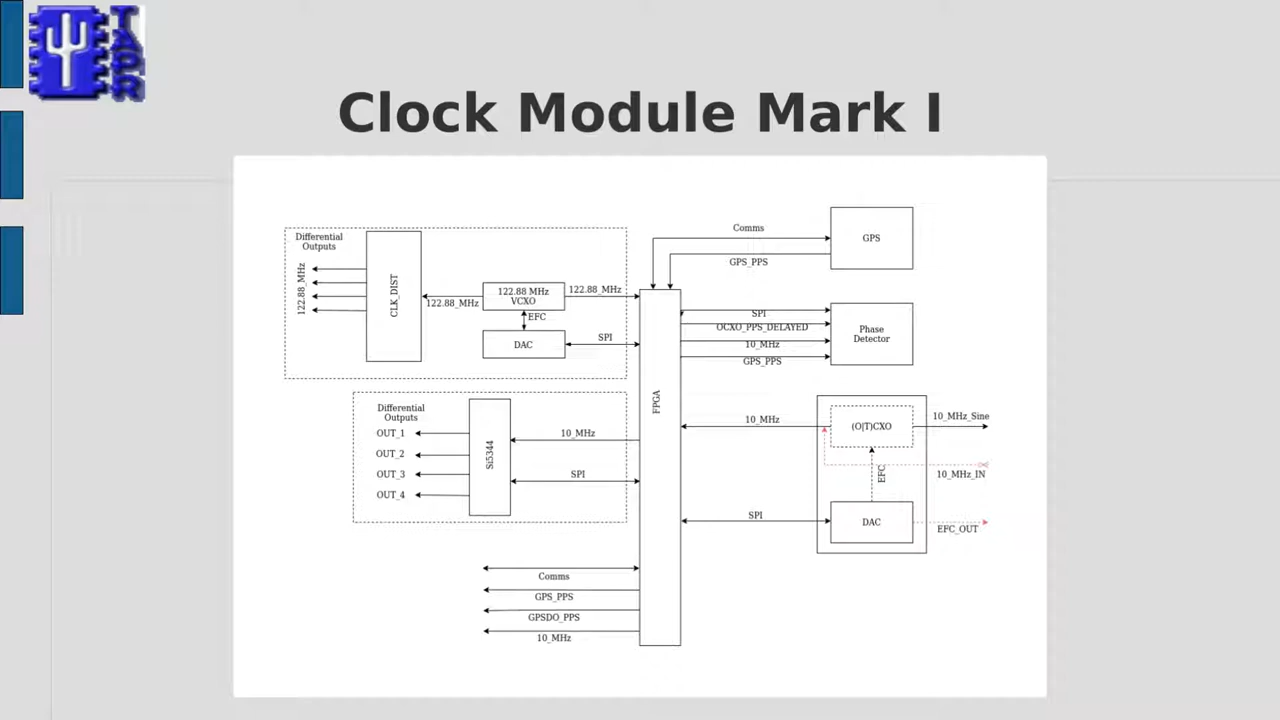 TAPR
Clock Module Mark I
Differential
Outputs
122.88_MHz
CLK_DIST
122.88_MHz
122.88 MHz
VCXO
122.88_MHz
EFC
DAC
SPI
Differential
Outputs
OUT_1
OUT_2
OUT_3
OUT_4
Si5344
10_MHz
SPI
Comms
GPS_PPS
GPSDO_PPS
10_MHz
FPGA
Comms
GPS_PPS
GPS
SPI
OCXO_PPS_DELAYED
10_MHz
GPS_PPS
Phase
Detector
10_MHz
(O|T)CXO
10_MHz_Sine
EFC
10_MHz_IN
SPI
DAC
EFC_OUT